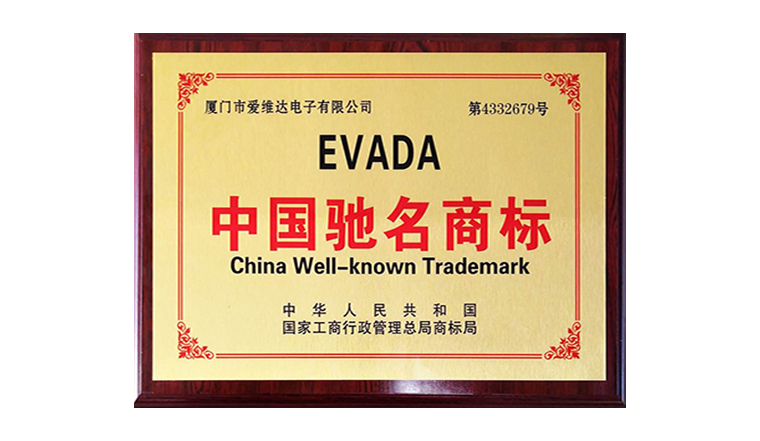 厦门市爱维达电子有限公司 第4332679号
EVADA
中国驰名商标
China Well-known Trademark
中华人民共和国
国家工商行政管理总局商标局